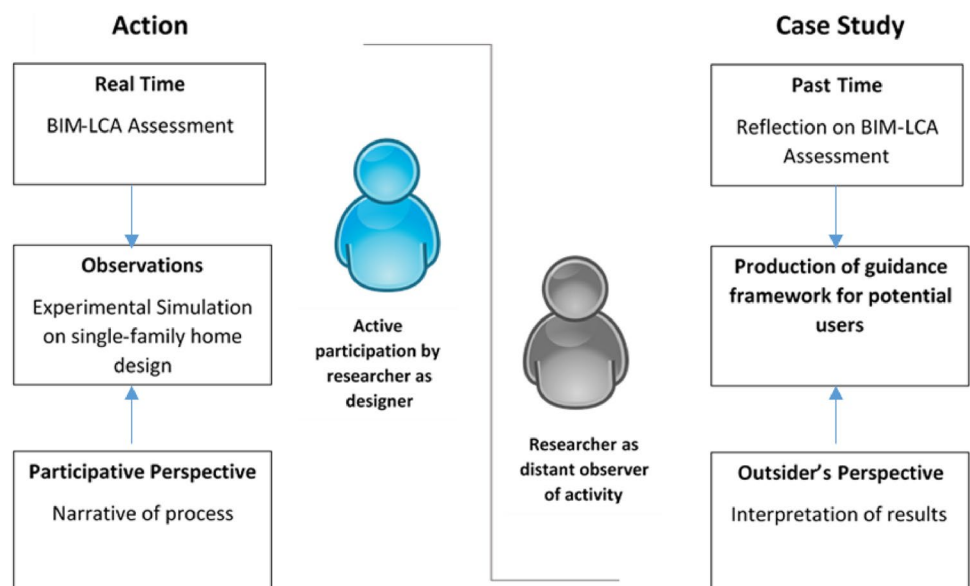 Action
Real Time
BIM-LCA Assessment
Observations
Experimental Simulation
on single-family home
design
Participative Perspective
Narrative of process
Active
participation by
researcher as
designer
Researcher as
distant observer
of activity
Case Study
Past Time
Reflection on BIM-LCA
Assessment
Production of guidance
framework for potential
users
Outsider's Perspective
Interpretation of results